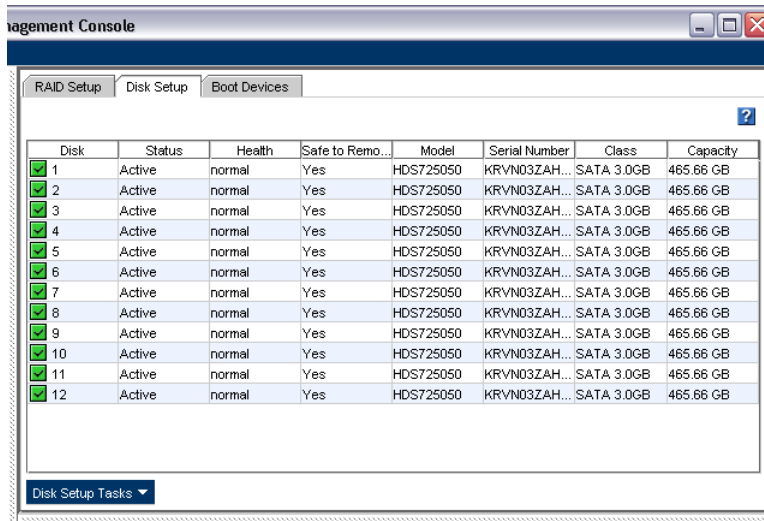 nagement Console
RAID Setup Disk Setup Boot Devices
?
Disk Status Health Safe to Remo... Model Serial Number Class Capacity
1 Active normal Yes HDS725050 KRVN03ZAH... SATA 3.0GB 465.66 GB
2 Active normal Yes HDS725050 KRVN03ZAH... SATA 3.0GB 465.66 GB
3 Active normal Yes HDS725050 KRVN03ZAH... SATA 3.0GB 465.66 GB
4 Active normal Yes HDS725050 KRVN03ZAH... SATA 3.0GB 465.66 GB
5 Active normal Yes HDS725050 KRVN03ZAH... SATA 3.0GB 465.66 GB
6 Active normal Yes HDS725050 KRVN03ZAH... SATA 3.0GB 465.66 GB
7 Active normal Yes HDS725050 KRVN03ZAH... SATA 3.0GB 465.66 GB
8 Active normal Yes HDS725050 KRVN03ZAH... SATA 3.0GB 465.66 GB
9 Active normal Yes HDS725050 KRVN03ZAH... SATA 3.0GB 465.66 GB
10 Active normal Yes HDS725050 KRVN03ZAH... SATA 3.0GB 465.66 GB
11 Active normal Yes HDS725050 KRVN03ZAH... SATA 3.0GB 465.66 GB
12 Active normal Yes HDS725050 KRVN03ZAH... SATA 3.0GB 465.66 GB
Disk Setup Tasks